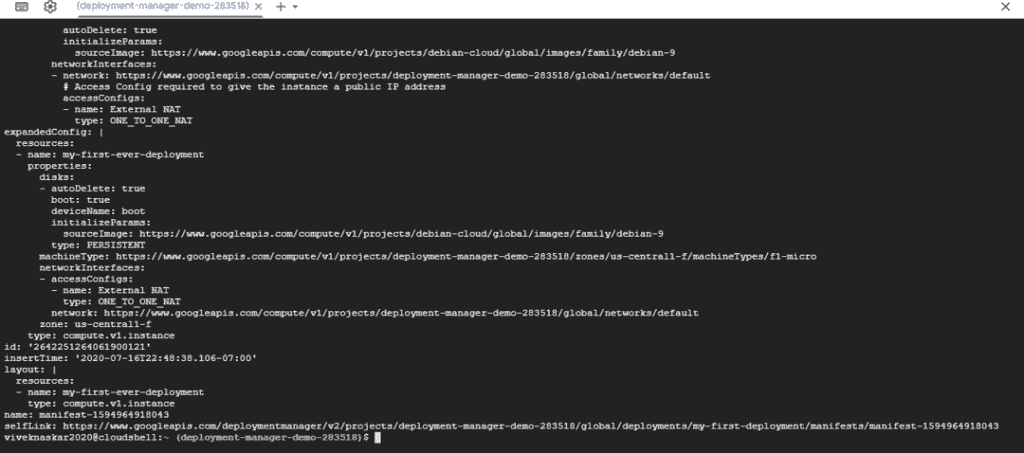 (deployment-manager-demo-283518)
autoDelete: true
initializeParams:
sourceImage: https://www.googleapis.com/compute/v1/projects/debian-cloud/global/images/family/debian-9
networkInterfaces:
- network: https://www.googleapis.com/compute/v1/projects/deployment-manager-demo-283518/global/networks/default
# Access Config required to give the instance a public IP address
accessConfigs:
- name: External NAT
type: ONE_TO_ONE_NAT
expandedConfig: |
resources:
- name: my-first-ever-deployment
properties:
disks:
- autoDelete: true
boot: true
deviceName: boot
initializeParams:
sourceImage: https://www.googleapis.com/compute/v1/projects/debian-cloud/global/images/family/debian-9
type: PERSISTENT
machineType: https://www.googleapis.com/compute/v1/projects/deployment-manager-demo-283518/zones/us-central1-f/machineTypes/f1-micro
networkInterfaces:
- accessConfigs:
- name: External NAT
type: ONE_TO_ONE_NAT
network: https://www.googleapis.com/compute/v1/projects/deployment-manager-demo-283518/global/networks/default
zone: us-central1-f
type: compute.v1.instance
id: '2642251264061900121'
insertTime: '2020-07-16T22:48:38.106-07:00'
layout: |
resources:
- name: my-first-ever-deployment
type: compute.v1.instance
name: manifest-1594964918043
selfLink: https://www.googleapis.com/deploymentmanager/v2/projects/deployment-manager-demo-283518/global/deployments/my-first-deployment/manifests/manifest-1594964918043
viveknaskar2020@cloudshell:~ (deployment-manager-demo-283518)$